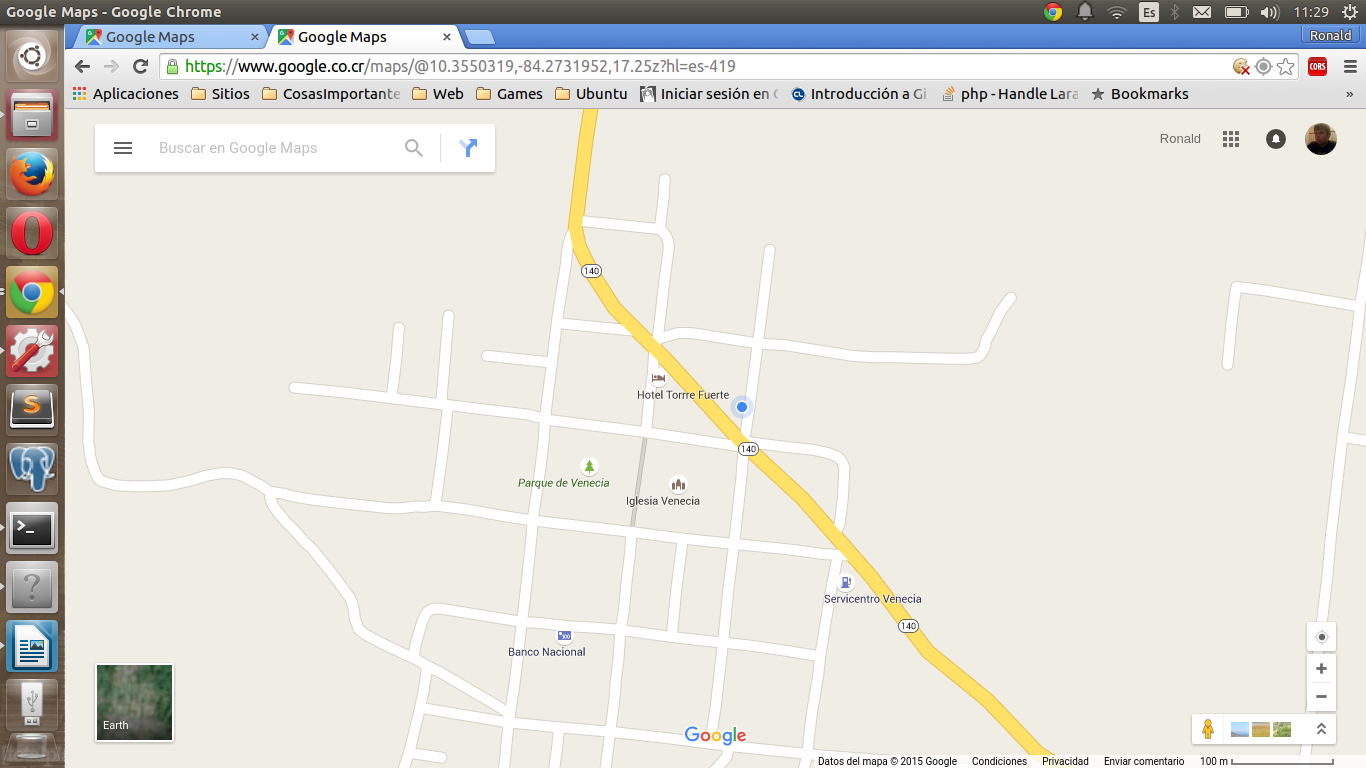 Google Maps - Google Chrome
Es
11:29
Google Maps
Google Maps
Ronald
https://www.google.co.cr/maps/@10.3550319,-84.2731952,17.25z?hl=es-419
CORS
Aplicaciones
Sitios
CosasImportante
Web
Games
Ubuntu
Iniciar sesión en
CL
Introducción a Gi
php - Handle Lara
Bookmarks
»
Buscar en Google Maps
Ronald
140
Hotel Torrre Fuerte
140
Parque de Venecia
Iglesia Venecia
Servicentro Venecia
140
Banco Nacional
Earth
Google
Datos del mapa © 2015 Google
Condiciones
Privacidad
Enviar comentario
100 m